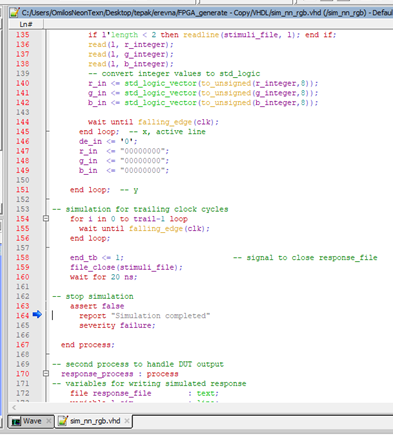 C:/Users/OmilosNeonTexn/Desktop/tepak/erevna/FPGA_generate - Copy/VHDL/sim_nn_rgb.vhd (/sim_nn_rgb)
Ln#
135 if l'length < 2 then readline(stimuli_file, l); end if;
136 read(l, r_integer);
137 read(l, g_integer);
138 read(l, b_integer);
139 -- convert integer values to std_logic
140 r_in <= std_logic_vector(to_unsigned(r_integer,8));
141 g_in <= std_logic_vector(to_unsigned(g_integer,8));
142 b_in <= std_logic_vector(to_unsigned(b_integer,8));
143
144 wait until falling_edge(clk);
145 end loop; -- x, active line
146 de_in <= '0';
147 r_in <= "00000000";
148 g_in <= "00000000";
149 b_in <= "00000000";
150
151 end loop; -- y
152
153 -- simulation for trailing clock cycles
154 for i in 0 to trail-1 loop
155 wait until falling_edge(clk);
156 end loop;
157
158 end_tb <= 1; -- signal to close response_file
159 file_close(stimuli_file);
160 wait for 20 ns;
161
162 -- stop simulation
163 assert false
164 report "Simulation completed"
165 severity failure;
166
167 end process;
168
169 -- second process to handle DUT output
170 response_process : process
171 -- variables for writing simulated response
172 file response_file : text;
Wave
sim_nn_rgb.vhd